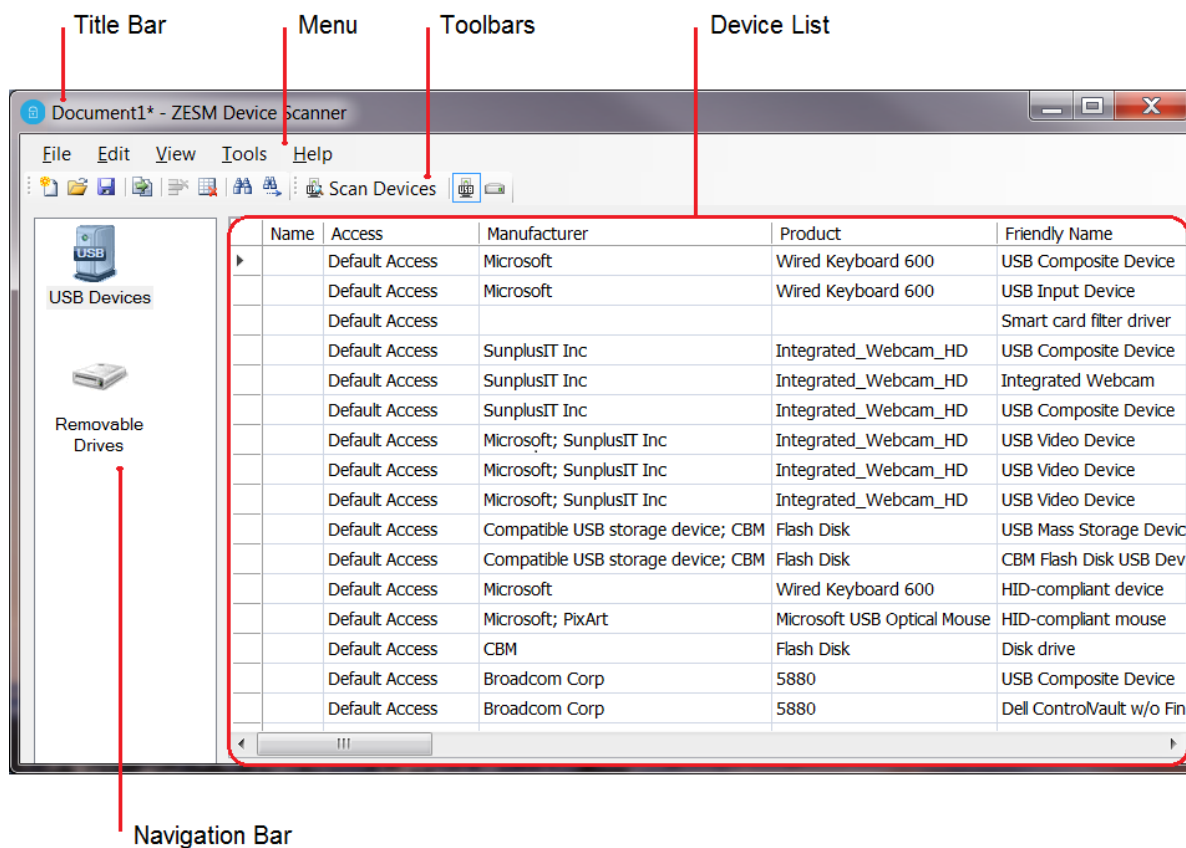 Title Bar Menu Toolbars Device List
Document1* - ZESM Device Scanner
File Edit View Tools Help
Scan Devices
USB
USB Devices
Removable
Drives
Name Access Manufacturer Product Friendly Name
Default Access Microsoft Wired Keyboard 600 USB Composite Device
Default Access Microsoft Wired Keyboard 600 USB Input Device
Default Access Smart card filter driver
Default Access SunplusIT Inc Integrated_Webcam_HD USB Composite Device
Default Access SunplusIT Inc Integrated_Webcam_HD Integrated Webcam
Default Access SunplusIT Inc Integrated_Webcam_HD USB Composite Device
Default Access Microsoft; SunplusIT Inc Integrated_Webcam_HD USB Video Device
Default Access Microsoft; SunplusIT Inc Integrated_Webcam_HD USB Video Device
Default Access Microsoft; SunplusIT Inc Integrated_Webcam_HD USB Video Device
Default Access Compatible USB storage device; CBM Flash Disk USB Mass Storage Devic
Default Access Compatible USB storage device; CBM Flash Disk CBM Flash Disk USB Dev
Default Access Microsoft Wired Keyboard 600 HID-compliant device
Default Access Microsoft; PixArt Microsoft USB Optical Mouse HID-compliant mouse
Default Access CBM Flash Disk Disk drive
Default Access Broadcom Corp 5880 USB Composite Device
Default Access Broadcom Corp 5880 Dell ControlVault w/o Fin
Navigation Bar